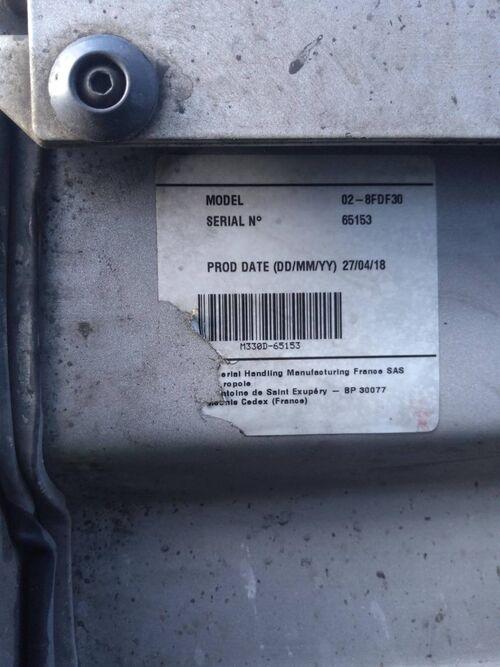 MODEL 02-8FDF30
SERIAL Nº 65153
PROD DATE (DD/MM/YY) 27/04/18
M330D-65153
erial Handling Manufacturing France SAS
ropole
ntoine de Saint Exupéry — BP 30077
Cedex (France)